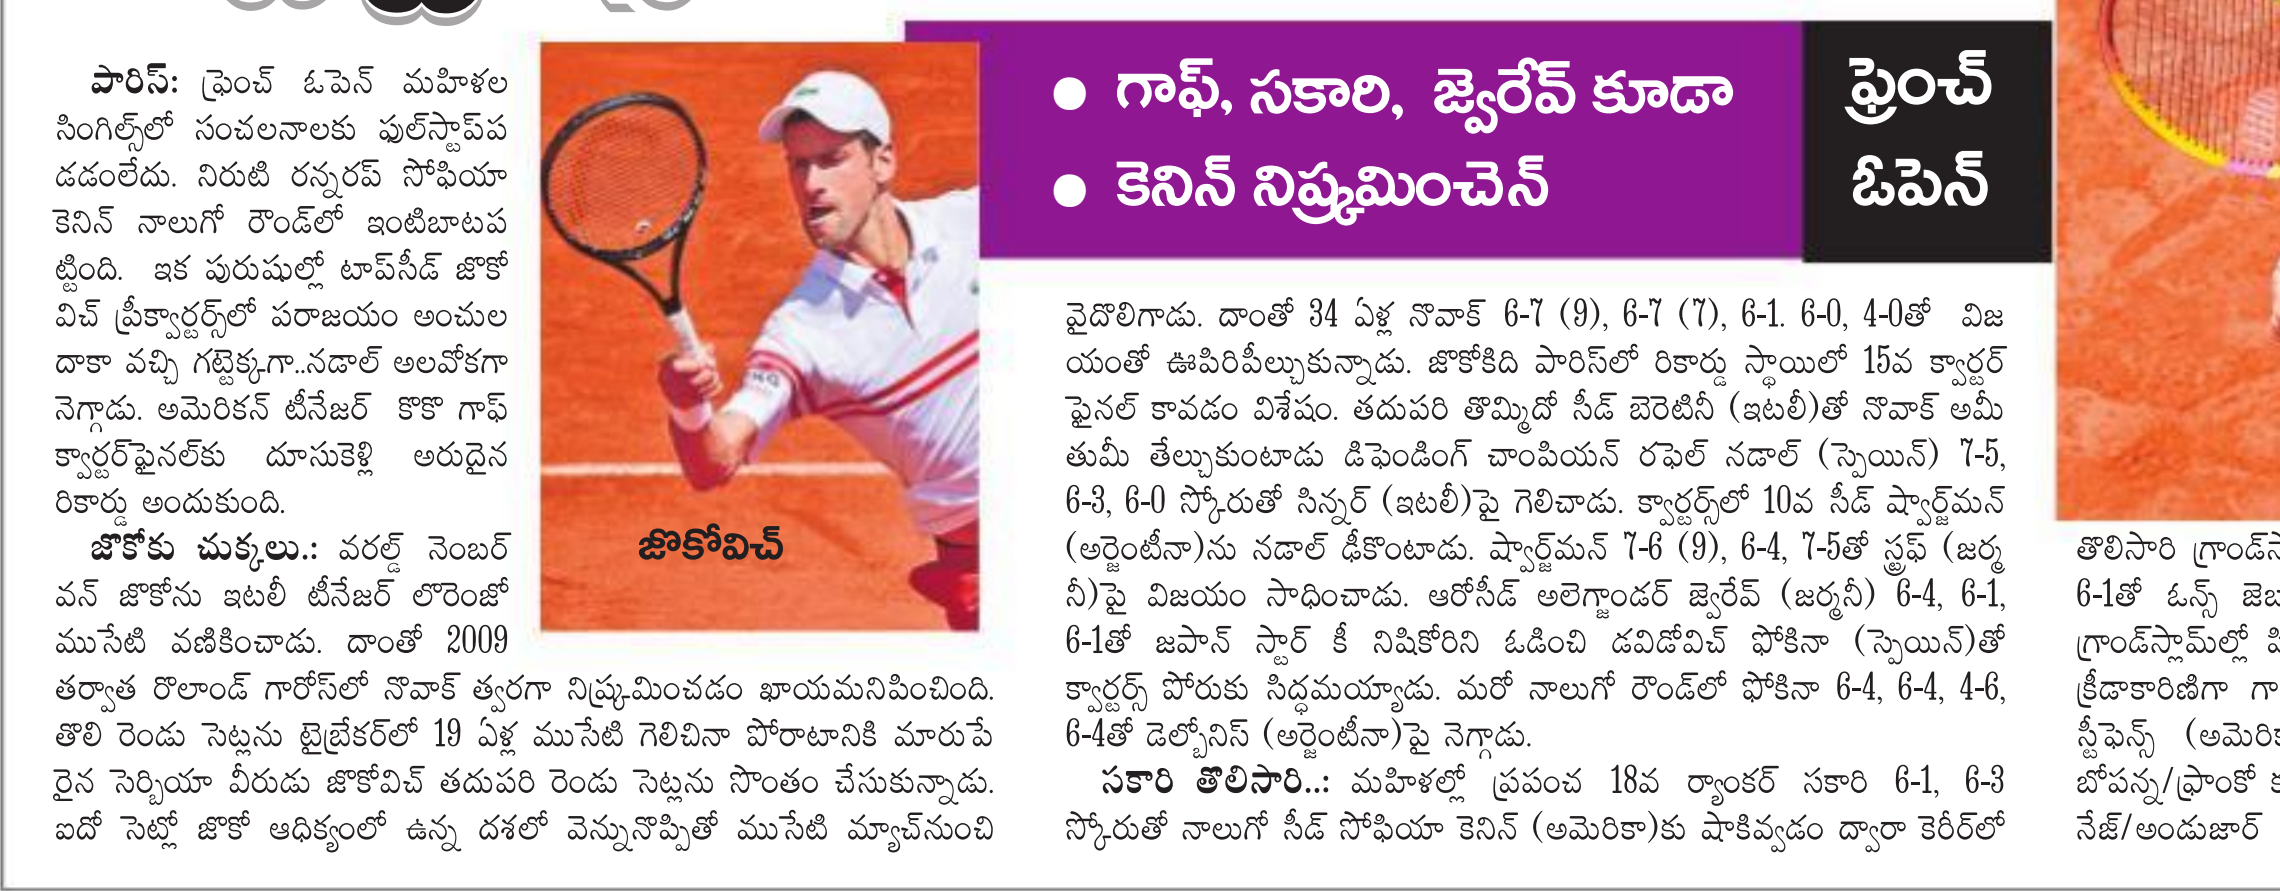 ● గాఫ్, సకారి, జ్వెరేవ్ కూడా
● కెనిన్ నిష్క్రమించెన్
ఫ్రెంచ్
ఓపెన్
పారిస్: ఫ్రెంచ్ ఓపెన్ మహిళల
సింగిల్స్‌లో సంచలనాలకు ఫుల్‌స్టాప్‌ప
డడంలేదు. నిరుటి రన్నరప్ సోఫియా
కెనిన్ నాలుగో రౌండ్‌లో ఇంటిబాటప
ట్టింది. ఇక పురుషుల్లో టాప్‌సీడ్ జొకో
విచ్ ప్రీక్వార్టర్స్‌లో పరాజయం అంచుల
దాకా వచ్చి గట్టెక్కగా..నడాల్ అలవోకగా
నెగ్గాడు. అమెరికన్ టీనేజర్ కొకొ గాఫ్
క్వార్టర్‌ఫైనల్‌కు దూసుకెళ్లి అరుదైన
రికార్డు అందుకుంది.
జొకోకు చుక్కలు.: వరల్డ్ నెంబర్
వన్ జొకోను ఇటలీ టీనేజర్ లొరెంజో
ముసేటి వణికించాడు. దాంతో 2009
తర్వాత రొలాండ్ గారోస్‌లో నొవాక్ త్వరగా నిష్క్రమించడం ఖాయమనిపించింది.
తొలి రెండు సెట్లను టైబ్రేకర్‌లో 19 ఏళ్ల ముసేటి గెలిచినా పోరాటానికి మారుపే
రైన సెర్బియా వీరుడు జొకోవిచ్ తదుపరి రెండు సెట్లను సొంతం చేసుకున్నాడు.
ఐదో సెట్లో జొకో ఆధిక్యంలో ఉన్న దశలో వెన్నునొప్పితో ముసేటి మ్యాచ్‌నుంచి
జొకోవిచ్
వైదొలిగాడు. దాంతో 34 ఏళ్ల నొవాక్ 6-7 (9), 6-7 (7), 6-1. 6-0, 4-0తో విజ
యంతో ఊపిరిపీల్చుకున్నాడు. జొకోకిది పారిస్‌లో రికార్డు స్థాయిలో 15వ క్వార్టర్
ఫైనల్ కావడం విశేషం. తదుపరి తొమ్మిదో సీడ్ బెరెటినీ (ఇటలీ)తో నొవాక్ అమీ
తుమీ తేల్చుకుంటాడు డిఫెండింగ్ చాంపియన్ రఫెల్ నడాల్ (స్పెయిన్) 7-5,
6-3, 6-0 స్కోరుతో సిన్నర్ (ఇటలీ)పై గెలిచాడు. క్వార్టర్స్‌లో 10వ సీడ్ ష్వార్జ్‌మన్
(అర్జెంటీనా)ను నడాల్ ఢీకొంటాడు. ష్వార్జ్‌మన్ 7-6 (9), 6-4, 7-5తో స్ట్రఫ్ (జర్మ
నీ)పై విజయం సాధించాడు. ఆరోసీడ్ అలెగ్జాండర్ జ్వెరేవ్ (జర్మనీ) 6-4, 6-1,
6-1తో జపాన్ స్టార్ కీ నిషికోరిని ఓడించి డవిడోవిచ్ ఫోకినా (స్పెయిన్)తో
క్వార్టర్స్ పోరుకు సిద్ధమయ్యాడు. మరో నాలుగో రౌండ్‌లో ఫోకినా 6-4, 6-4, 4-6,
6-4తో డెల్బోనిస్ (అర్జెంటీనా)పై నెగ్గాడు.
సకారి తొలిసారి..: మహిళల్లో ప్రపంచ 18వ ర్యాంకర్ సకారి 6-1, 6-3
స్కోరుతో నాలుగో సీడ్ సోఫియా కెనిన్ (అమెరికా)కు షాకివ్వడం ద్వారా కెరీర్‌లో
తొలిసారి
6-1తో ఓన్స్
గ్రాండ్‌స్లామ్‌ల్లో
క్రీడాకారిణిగా
స్టీఫెన్స్
బోపన్న/ఫ్రాంకో
నేజ్/అండుజార్